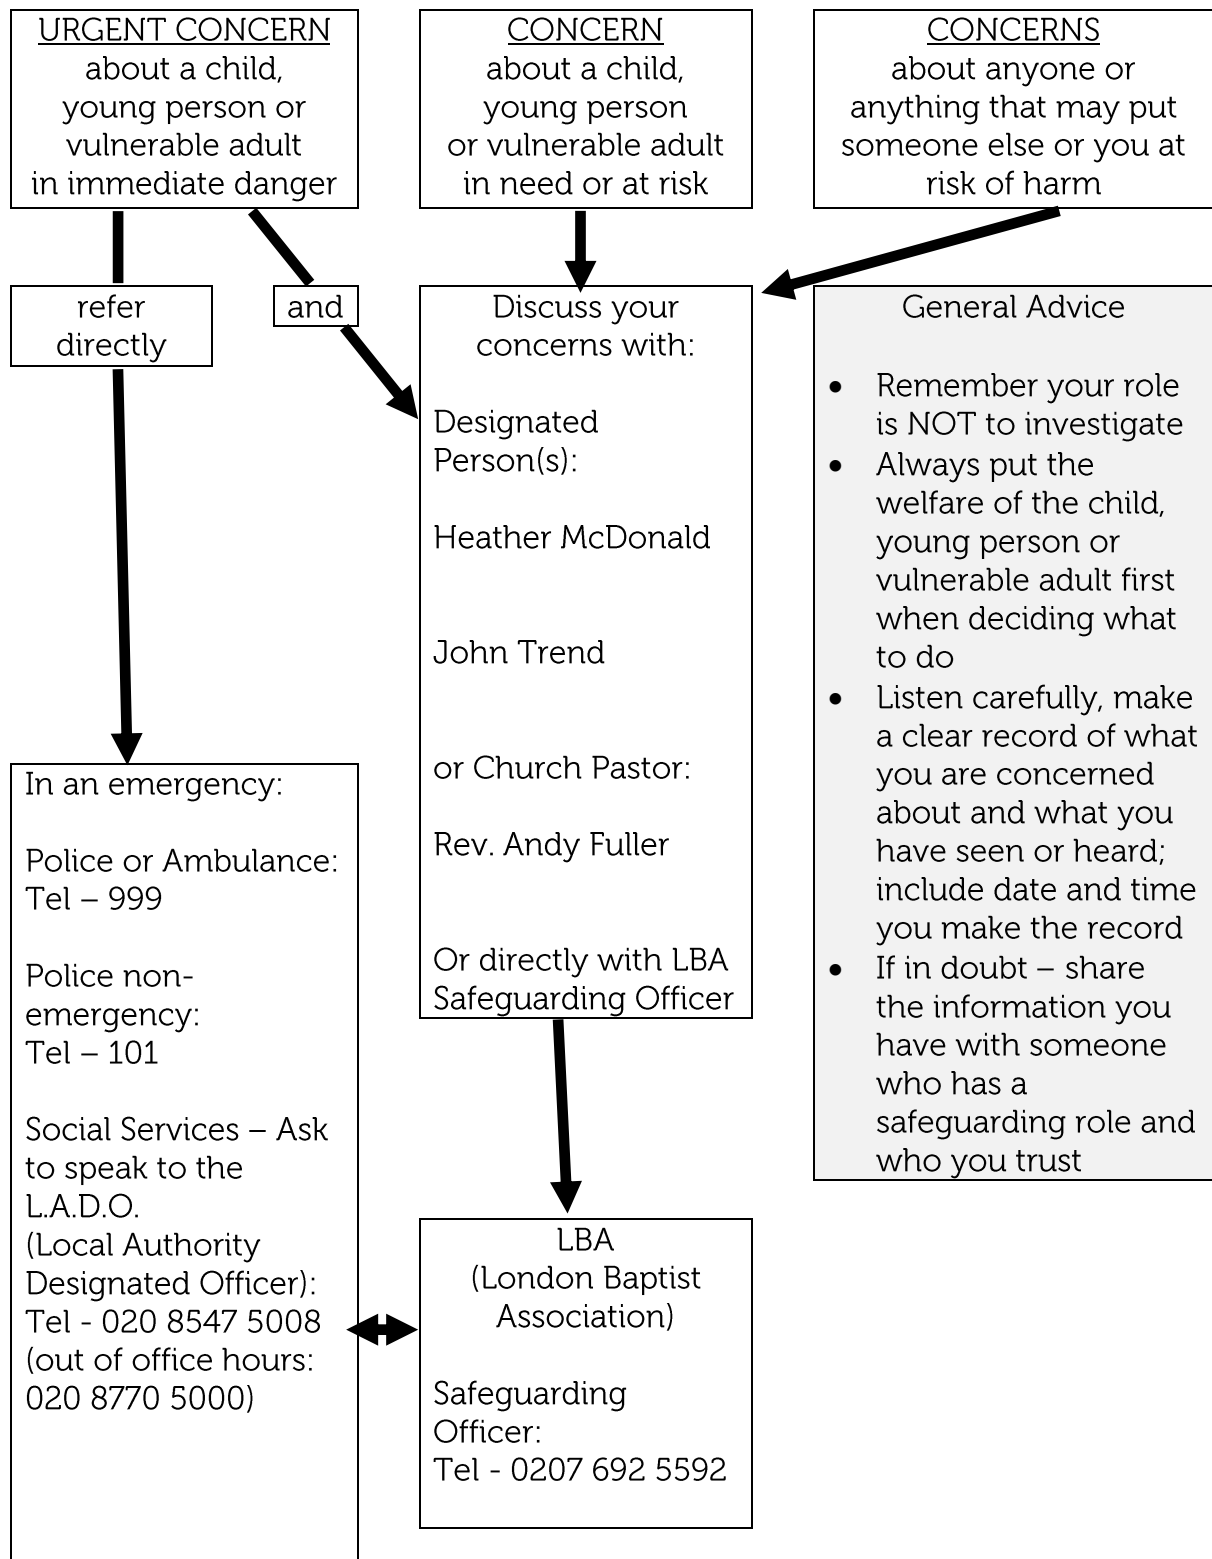 URGENT CONCERN
about a child,
young person or
vulnerable adult
in immediate danger
CONCERN
about a child,
young person
or vulnerable adult
in need or at risk
CONCERNS
about anyone or
anything that may put
someone else or you at
risk of harm
refer
directly
and
Discuss your
concerns with:
Designated
Person(s):
Heather McDonald
John Trend
or Church Pastor:
Rev. Andy Fuller
Or directly with LBA
Safeguarding Officer
General Advice
• Remember your role
is NOT to investigate
• Always put the
welfare of the child,
young person or
vulnerable adult first
when deciding what
to do
• Listen carefully, make
a clear record of what
you are concerned
about and what you
have seen or heard;
include date and time
you make the record
• If in doubt – share
the information you
have with someone
who has a
safeguarding role and
who you trust
In an emergency:
Police or Ambulance:
Tel – 999
Police non-
emergency:
Tel – 101
Social Services – Ask
to speak to the
L.A.D.O.
(Local Authority
Designated Officer):
Tel - 020 8547 5008
(out of office hours:
020 8770 5000)
LBA
(London Baptist
Association)
Safeguarding
Officer:
Tel - 0207 692 5592